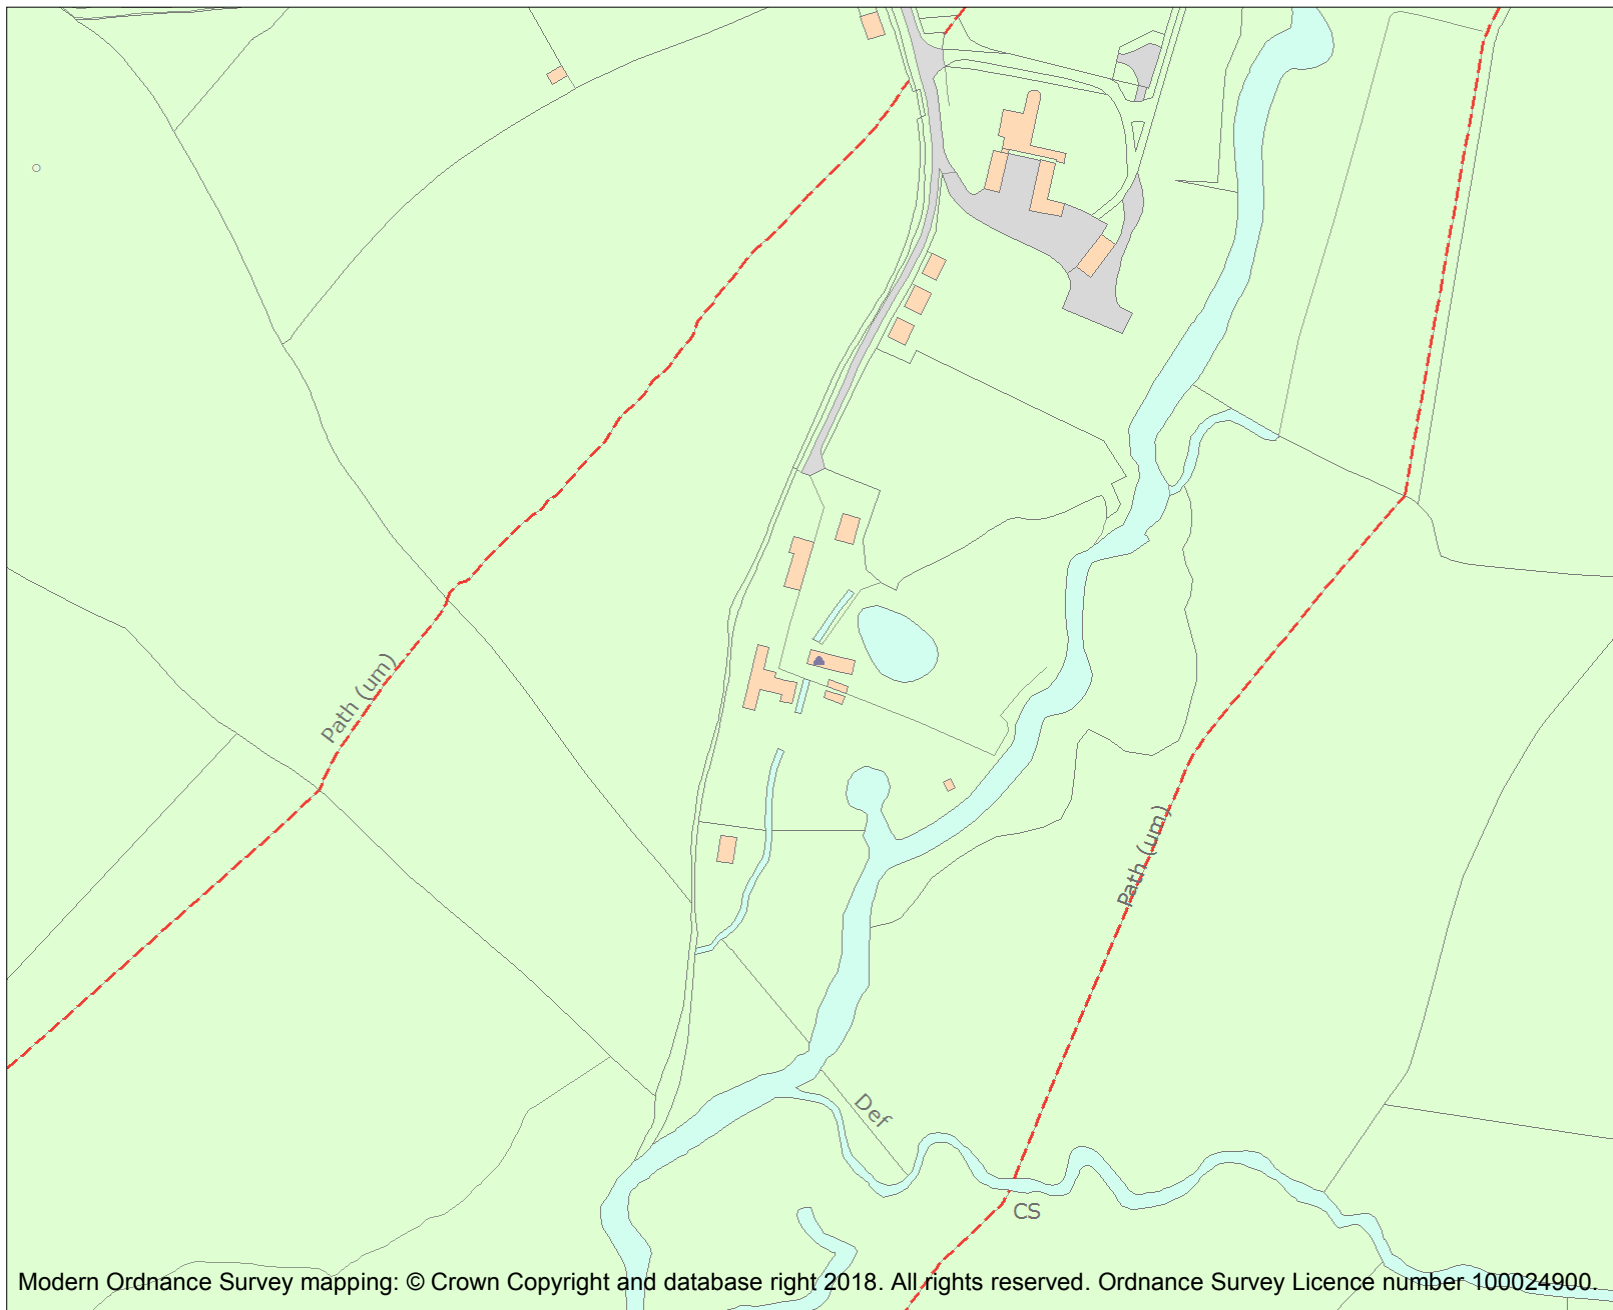 Path (um)
Path (um)
Def
CS
Modern Ordnance Survey mapping: © Crown Copyright and database right 2018. All rights reserved. Ordnance Survey Licence number 100024900.